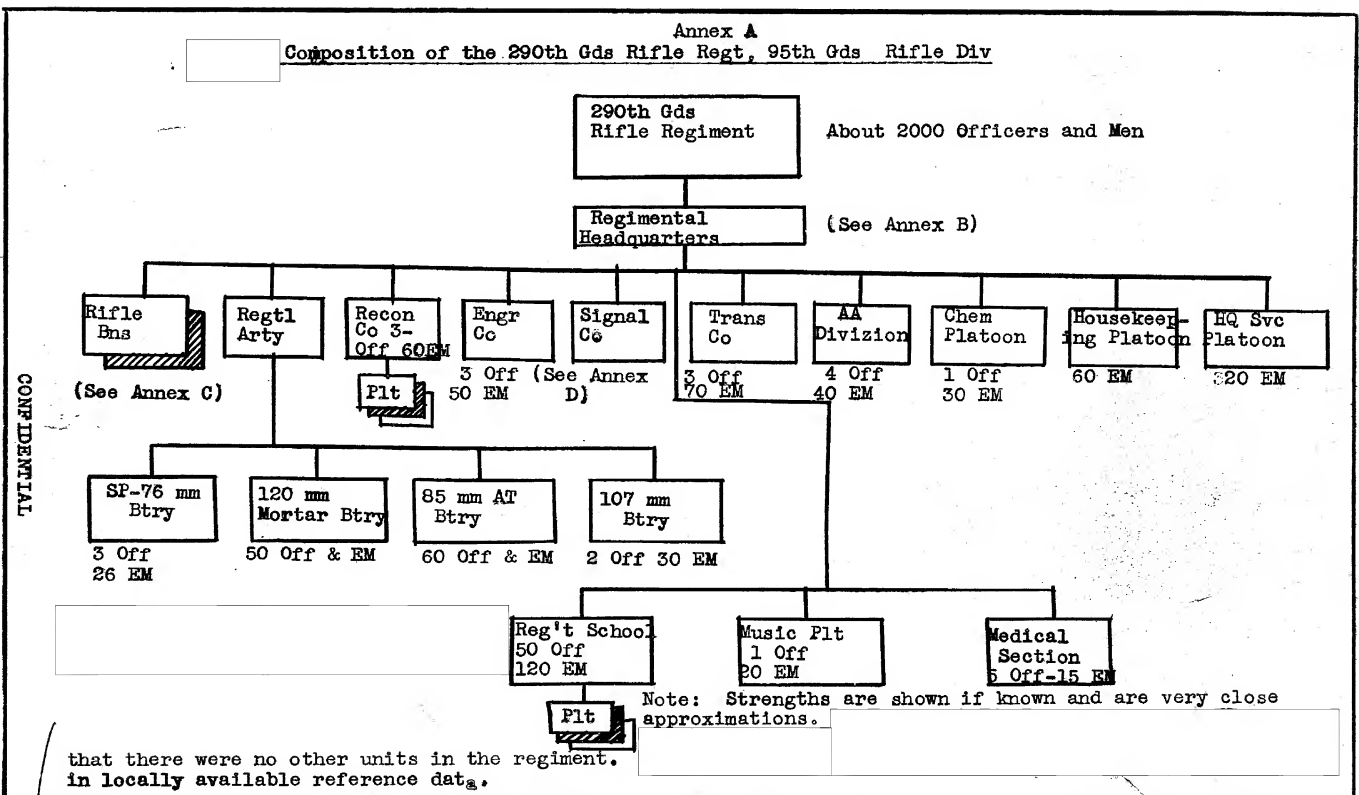 Annex A
Composition of the 290th Gds Rifle Regt, 95th Gds Rifle Div
290th Gds
Rifle Regiment
About 2000 Officers and Men
Regimental
Headquarters
(See Annex B)
Rifle
Bns
(See Annex C)
Regtl
Arty
Recon
Co 3-
Off 60EM
Plt
Engr
Co
3 Off
50 EM
Signal
Co
(See Annex
D)
Trans
Co
3 Off
70 EM
AA
Divizion
4 Off
40 EM
Chem
Platoon
1 Off
30 EM
Housekeep-
ing Platoon
60 EM
HQ Svc
Platoon
20 EM
CONFIDENTIAL
SP-76 mm
Btry
3 Off
26 EM
120 mm
Mortar Btry
50 Off & EM
85 mm AT
Btry
60 Off & EM
107 mm
Btry
2 Off 30 EM
Reg't School
50 Off
120 EM
Plt
Music Plt
1 Off
20 EM
Medical
Section
Off-15 EM
Note: Strengths are shown if known and are very close
approximations.
that there were no other units in the regiment.
in locally available reference data.